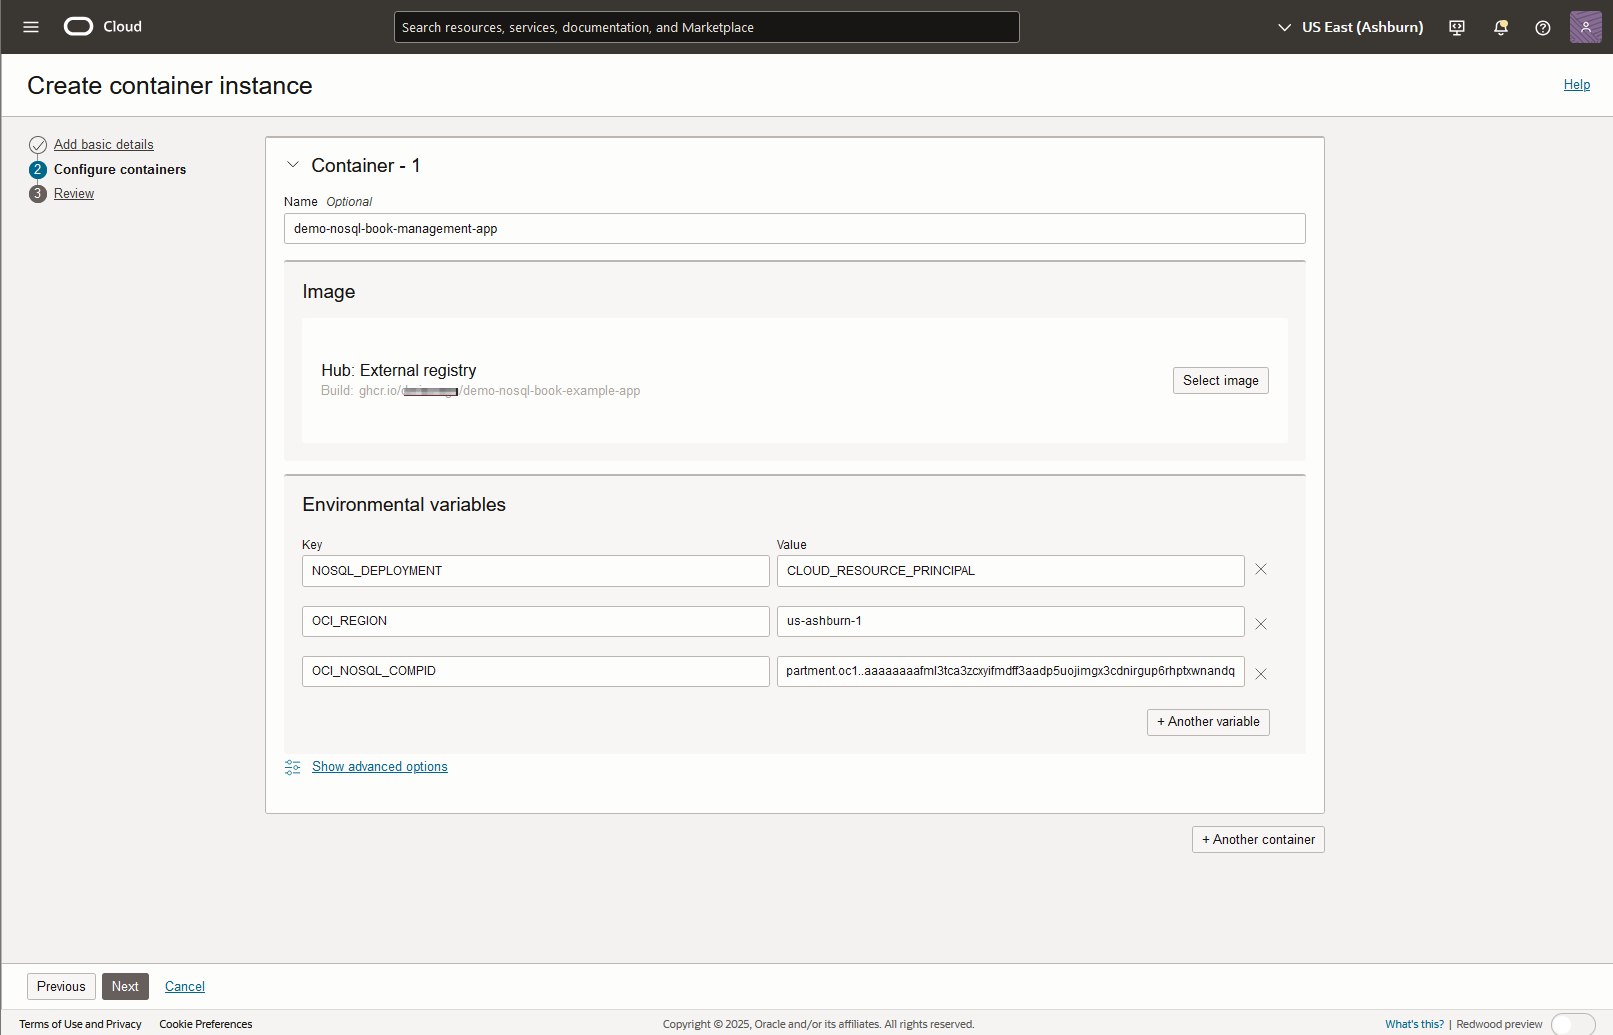 Cloud
Search resources, services, documentation, and Marketplace
US East (Ashburn)
Create container instance
Help
Add basic details
2 Configure containers
3 Review
Container - 1
Name Optional
demo-nosql-book-management-app
Image
Hub: External registry
Build: ghcr.io/ /demo-nosql-book-example-app
Select image
Environmental variables
Key Value
NOSQL_DEPLOYMENT CLOUD_RESOURCE_PRINCIPAL
OCI_REGION us-ashburn-1
OCI_NOSQL_COMPID partment.oc1..aaaaaaaafml3tca3zcxyifmdff3aadp5uojimgx3cdnirgup6rhptxwnandq
+ Another variable
Show advanced options
+ Another container
Previous Next Cancel
Terms of Use and Privacy Cookie Preferences Copyright © 2025, Oracle and/or its affiliates. All rights reserved. What's this? | Redwood preview